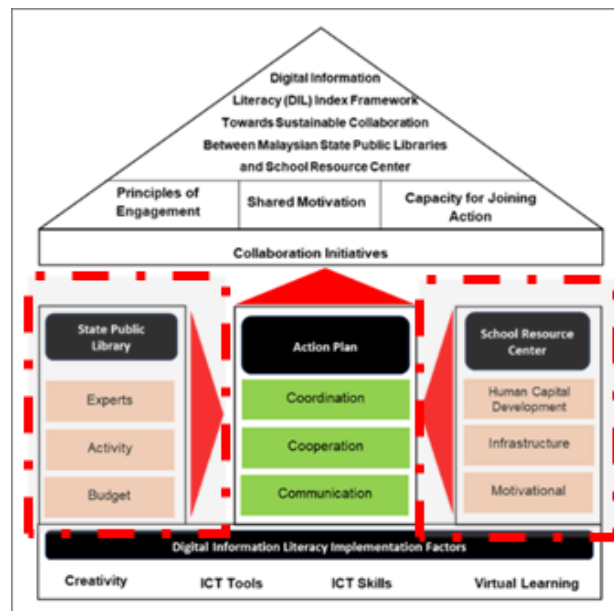 Digital Information
Literacy (DIL) Index Framework
Towards Sustainable Collaboration
Between Malaysian State Public Libraries
and School Resource Center
Principles of
Engagement
Shared Motivation
Capacity for Joining
Action
Collaboration Initiatives
State Public
Library
Experts
Activity
Budget
Action Plan
Coordination
Cooperation
Communication
School Resource
Center
Human Capital
Development
Infrastructure
Motivational
Digital Information Literacy Implementation Factors
Creativity
ICT Tools
ICT Skills
Virtual Learning